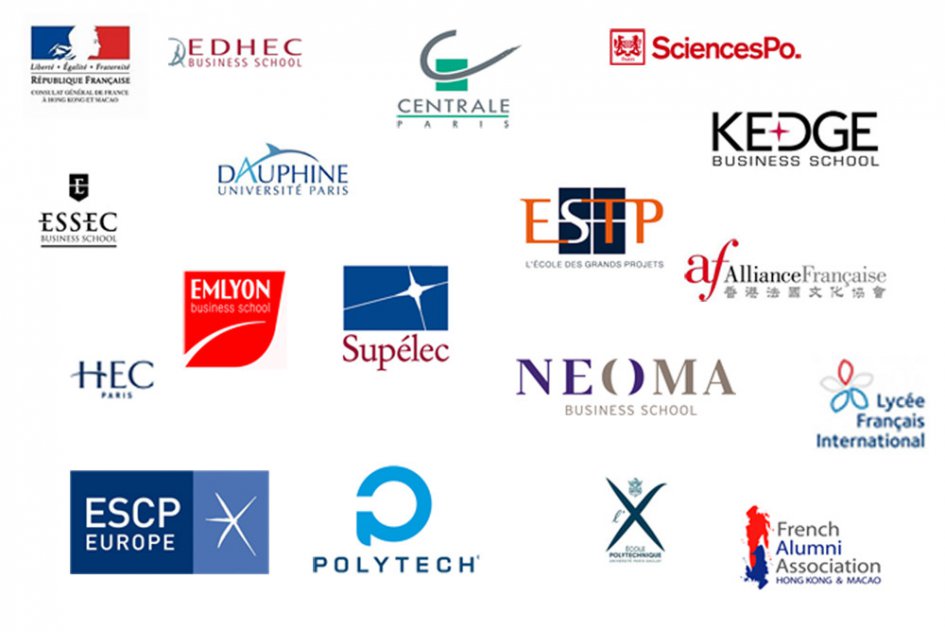 Liberté • Égalité • Fraternité
RÉPUBLIQUE FRANÇAISE
CONSULAT GÉNÉRAL DE FRANCE
À HONG KONG ET MACAO
EDHEC
BUSINESS SCHOOL
CENTRALE
PARIS
SciencesPo.
KEDGE
BUSINESS SCHOOL
DAUPHINE
UNIVERSITÉ PARIS
E
ESSEC
BUSINESS SCHOOL
ESTP
L'ÉCOLE DES GRANDS PROJETS
af AllianceFrançaise
香港法國文化協會
EMLYON
business school
Supélec
HEC
PARIS
NEOMA
BUSINESS SCHOOL
Lycée
Français
International
ESCP
EUROPE
POLYTECH
l'X
ÉCOLE
POLYTECHNIQUE
UNIVERSITÉ PARIS-SACLAY
French
Alumni
Association
HONG KONG & MACAO